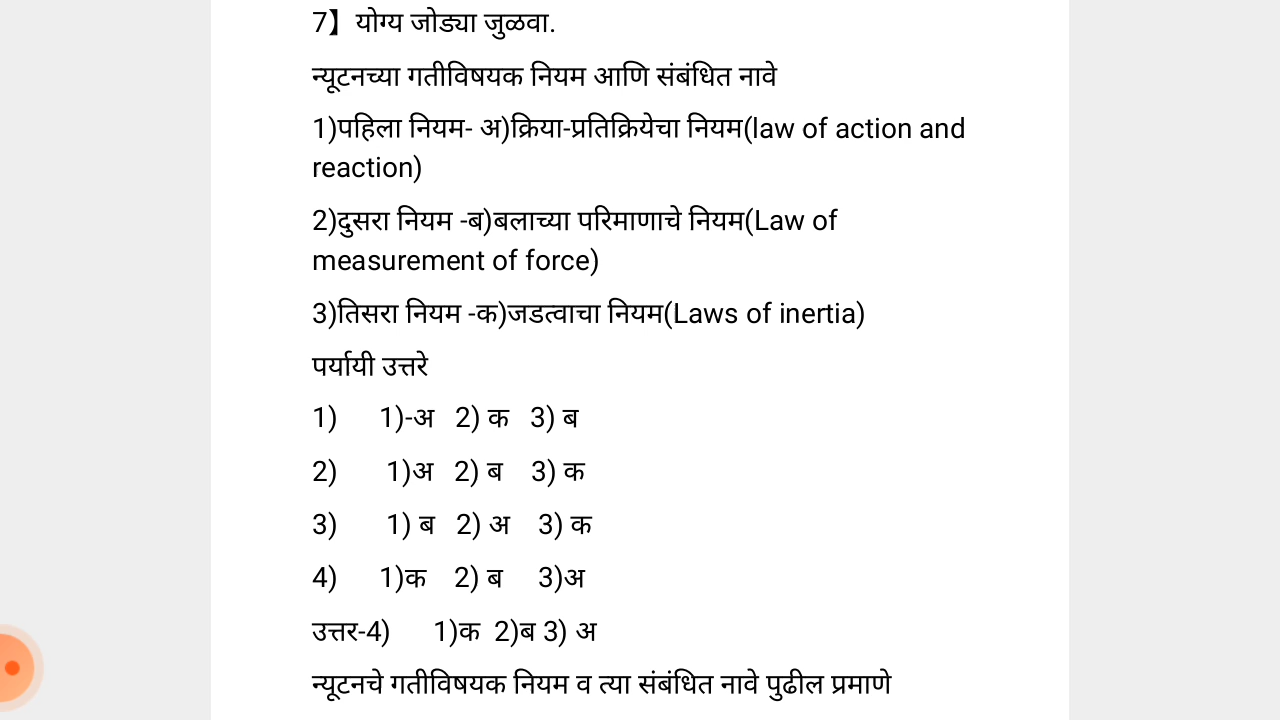 7】योग्य जोड्या जुळवा.
न्यूटनच्या गतीविषयक नियम आणि संबंधित नावे
1)पहिला नियम- अ)क्रिया-प्रतिक्रियेचा नियम(law of action and
reaction)
2)दुसरा नियम -ब)बलाच्या परिमाणाचे नियम(Law of
measurement of force)
3)तिसरा नियम -क)जडत्वाचा नियम(Laws of inertia)
पर्यायी उत्तरे
1) 1)-अ 2) क 3) ब
2) 1)अ 2) ब 3) क
3) 1) ब 2) अ 3) क
4) 1)क 2) ब 3)अ
उत्तर-4) 1)क 2)ब 3) अ
न्यूटनचे गतीविषयक नियम व त्या संबंधित नावे पुढील प्रमाणे